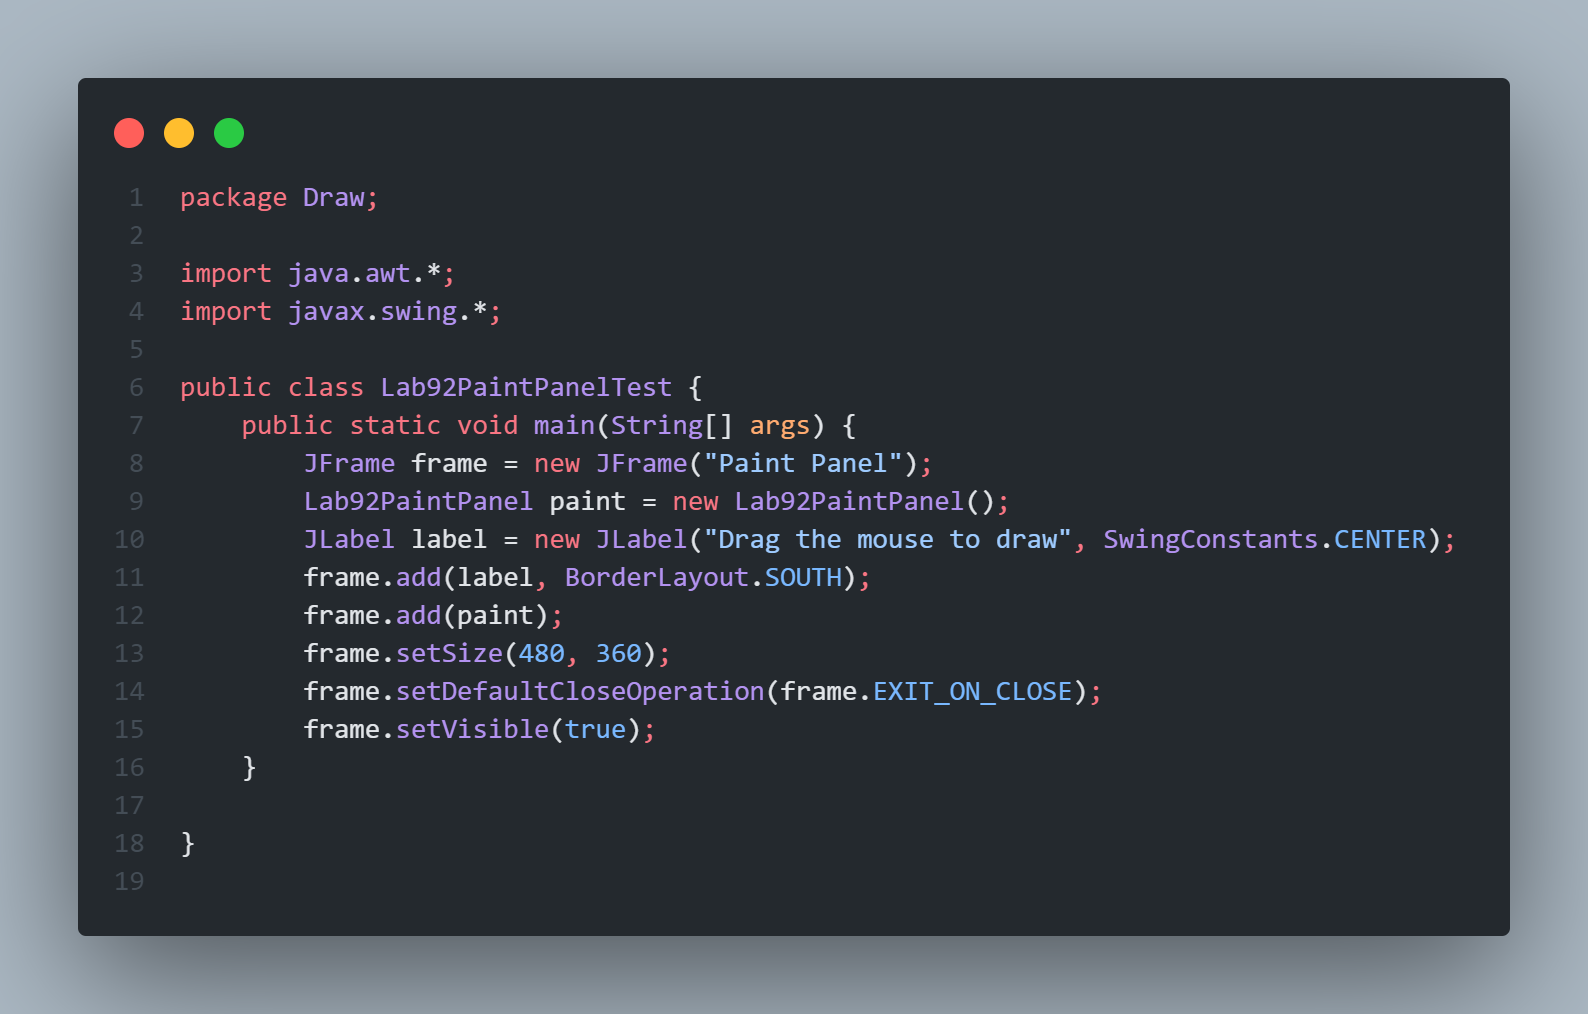 1 package Draw;
2
3 import java.awt.*;
4 import javax.swing.*;
5
6 public class Lab92PaintPanelTest {
7     public static void main(String[] args) {
8         JFrame frame = new JFrame("Paint Panel");
9         Lab92PaintPanel paint = new Lab92PaintPanel();
10         JLabel label = new JLabel("Drag the mouse to draw", SwingConstants.CENTER);
11         frame.add(label, BorderLayout.SOUTH);
12         frame.add(paint);
13         frame.setSize(480, 360);
14         frame.setDefaultCloseOperation(frame.EXIT_ON_CLOSE);
15         frame.setVisible(true);
16     }
17
18 }
19